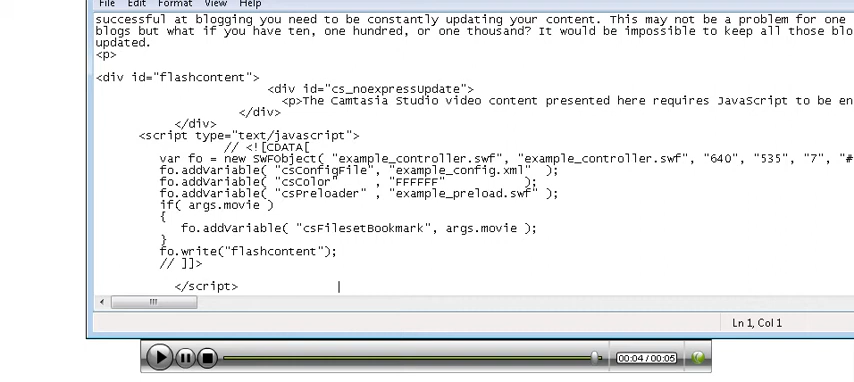 File Edit Format View Help
successful at blogging you need to be constantly updating your content. This may not be a problem for one
blogs but what if you have ten, one hundred, or one thousand? It would be impossible to keep all those blo
updated.
<p>
<div id="flashcontent">
<div id="cs_noexpressUpdate">
<p>The Camtasia Studio video content presented here requires JavaScript to be en
</div>
</div>
<script type="text/javascript">
// <![CDATA[
var fo = new SWFObject( "example_controller.swf", "example_controller.swf", "640", "535", "7", "#
fo.addVariable( "csConfigFile", "example_config.xml" );
fo.addVariable( "csColor" , "FFFFFF" );
fo.addVariable( "csPreloader" , "example_preload.swf" );
if( args.movie )
{
fo.addVariable( "csFilesetBookmark", args.movie );
}
fo.write("flashcontent");
// ]]>
</script>
Ln 1, Col 1
00:04 / 00:05